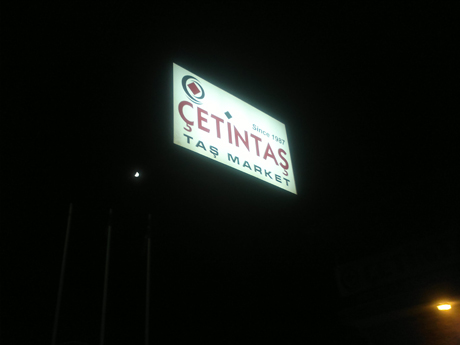 Since 1987
ÇETİNTAŞ
TAŞ MARKET